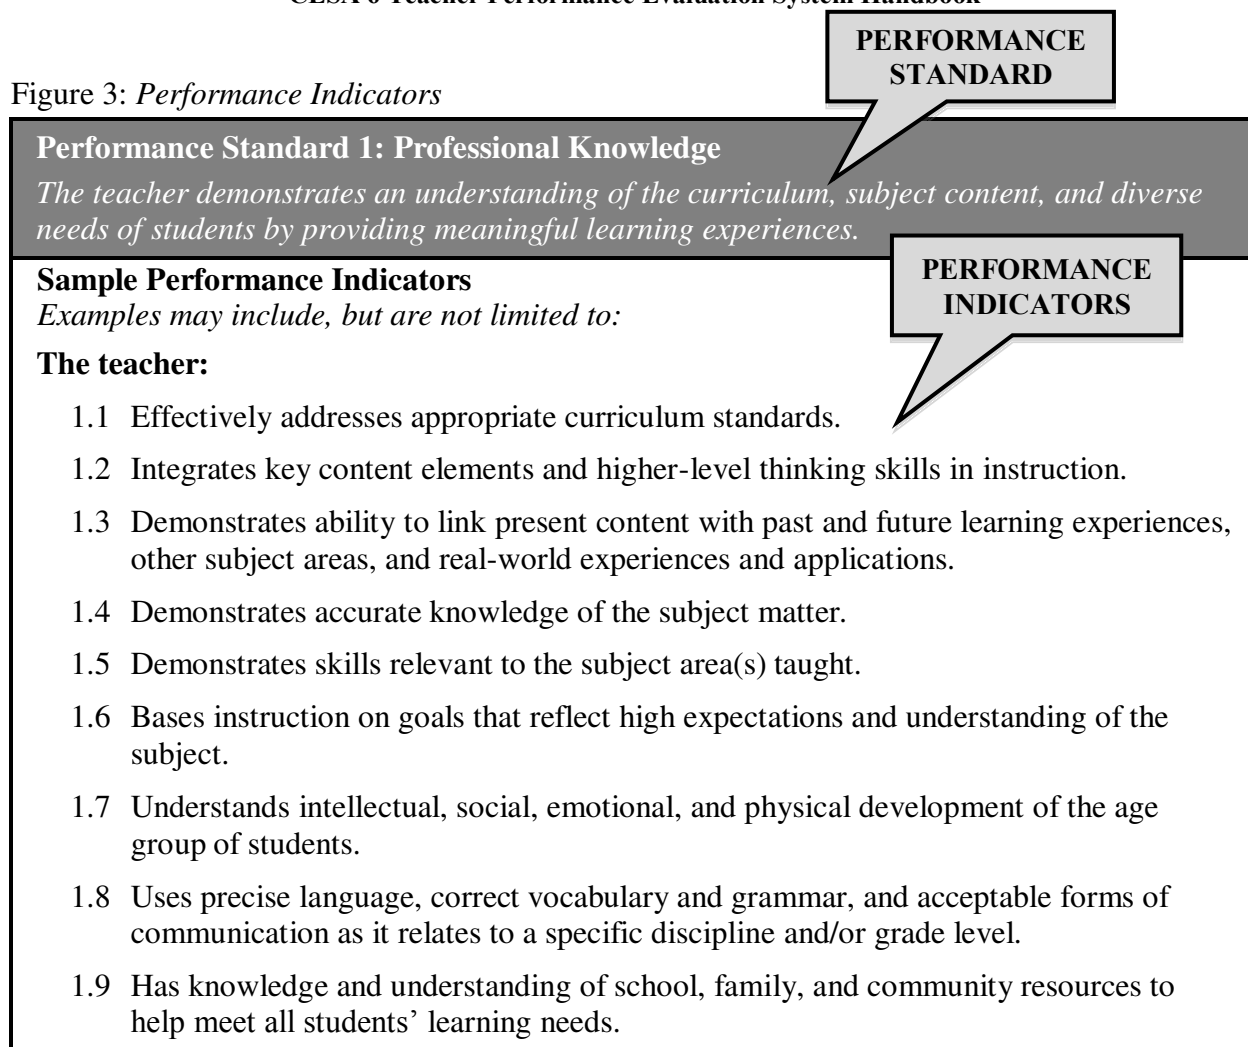 CESA 6 Teacher Performance Evaluation System Handbook
PERFORMANCE
STANDARD
Figure 3: Performance Indicators
Performance Standard 1: Professional Knowledge
The teacher demonstrates an understanding of the curriculum, subject content, and diverse
needs of students by providing meaningful learning experiences.
PERFORMANCE
INDICATORS
Sample Performance Indicators
Examples may include, but are not limited to:
The teacher:
1.1 Effectively addresses appropriate curriculum standards.
1.2 Integrates key content elements and higher-level thinking skills in instruction.
1.3 Demonstrates ability to link present content with past and future learning experiences,
other subject areas, and real-world experiences and applications.
1.4 Demonstrates accurate knowledge of the subject matter.
1.5 Demonstrates skills relevant to the subject area(s) taught.
1.6 Bases instruction on goals that reflect high expectations and understanding of the
subject.
1.7 Understands intellectual, social, emotional, and physical development of the age
group of students.
1.8 Uses precise language, correct vocabulary and grammar, and acceptable forms of
communication as it relates to a specific discipline and/or grade level.
1.9 Has knowledge and understanding of school, family, and community resources to
help meet all students’ learning needs.